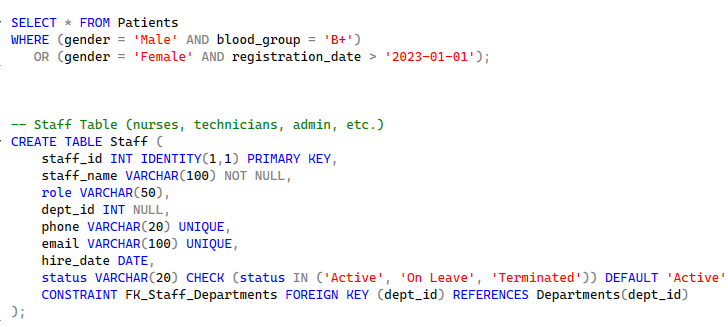 SELECT * FROM Patients
WHERE (gender = 'Male' AND blood_group = 'B+')
   OR (gender = 'Female' AND registration_date > '2023-01-01');
-- Staff Table (nurses, technicians, admin, etc.)
CREATE TABLE Staff (
    staff_id INT IDENTITY(1,1) PRIMARY KEY,
    staff_name VARCHAR(100) NOT NULL,
    role VARCHAR(50),
    dept_id INT NULL,
    phone VARCHAR(20) UNIQUE,
    email VARCHAR(100) UNIQUE,
    hire_date DATE,
    status VARCHAR(20) CHECK (status IN ('Active', 'On Leave', 'Terminated')) DEFAULT 'Active'
    CONSTRAINT FK_Staff_Departments FOREIGN KEY (dept_id) REFERENCES Departments(dept_id)
);